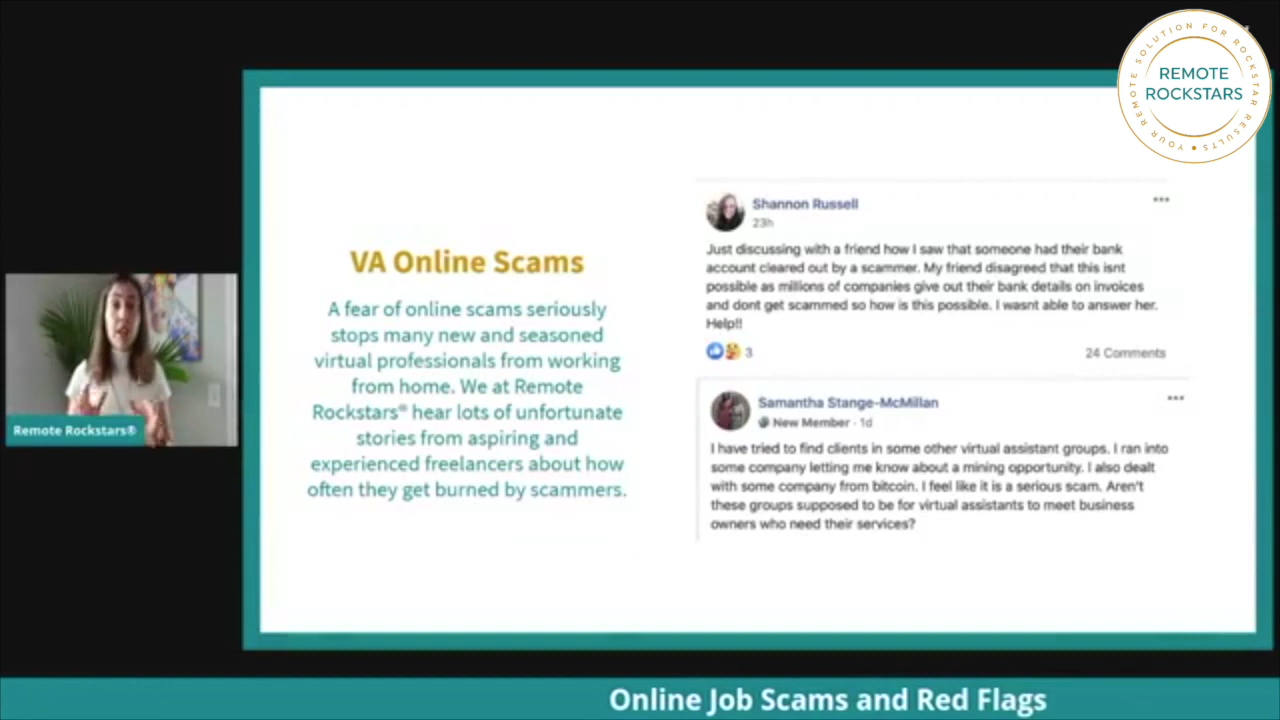 YOUR REMOTE SOLUTION FOR ROCKSTAR RESULTS
REMOTE
ROCKSTARS
VA Online Scams
A fear of online scams seriously
stops many new and seasoned
virtual professionals from working
from home. We at Remote
Rockstars® hear lots of unfortunate
stories from aspiring and
experienced freelancers about how
often they get burned by scammers.
Shannon Russell
23h
Just discussing with a friend how I saw that someone had their bank
account cleared out by a scammer. My friend disagreed that this isnt
possible as millions of companies give out their bank details on invoices
and dont get scammed so how is this possible. I wasnt able to answer her.
Help!!
3
24 Comments
Samantha Stange-McMillan
New Member · 1d
I have tried to find clients in some other virtual assistant groups. I ran into
some company letting me know about a mining opportunity. I also dealt
with some company from bitcoin. I feel like it is a serious scam. Aren't
these groups supposed to be for virtual assistants to meet business
owners who need their services?
Remote Rockstars®
Online Job Scams and Red Flags